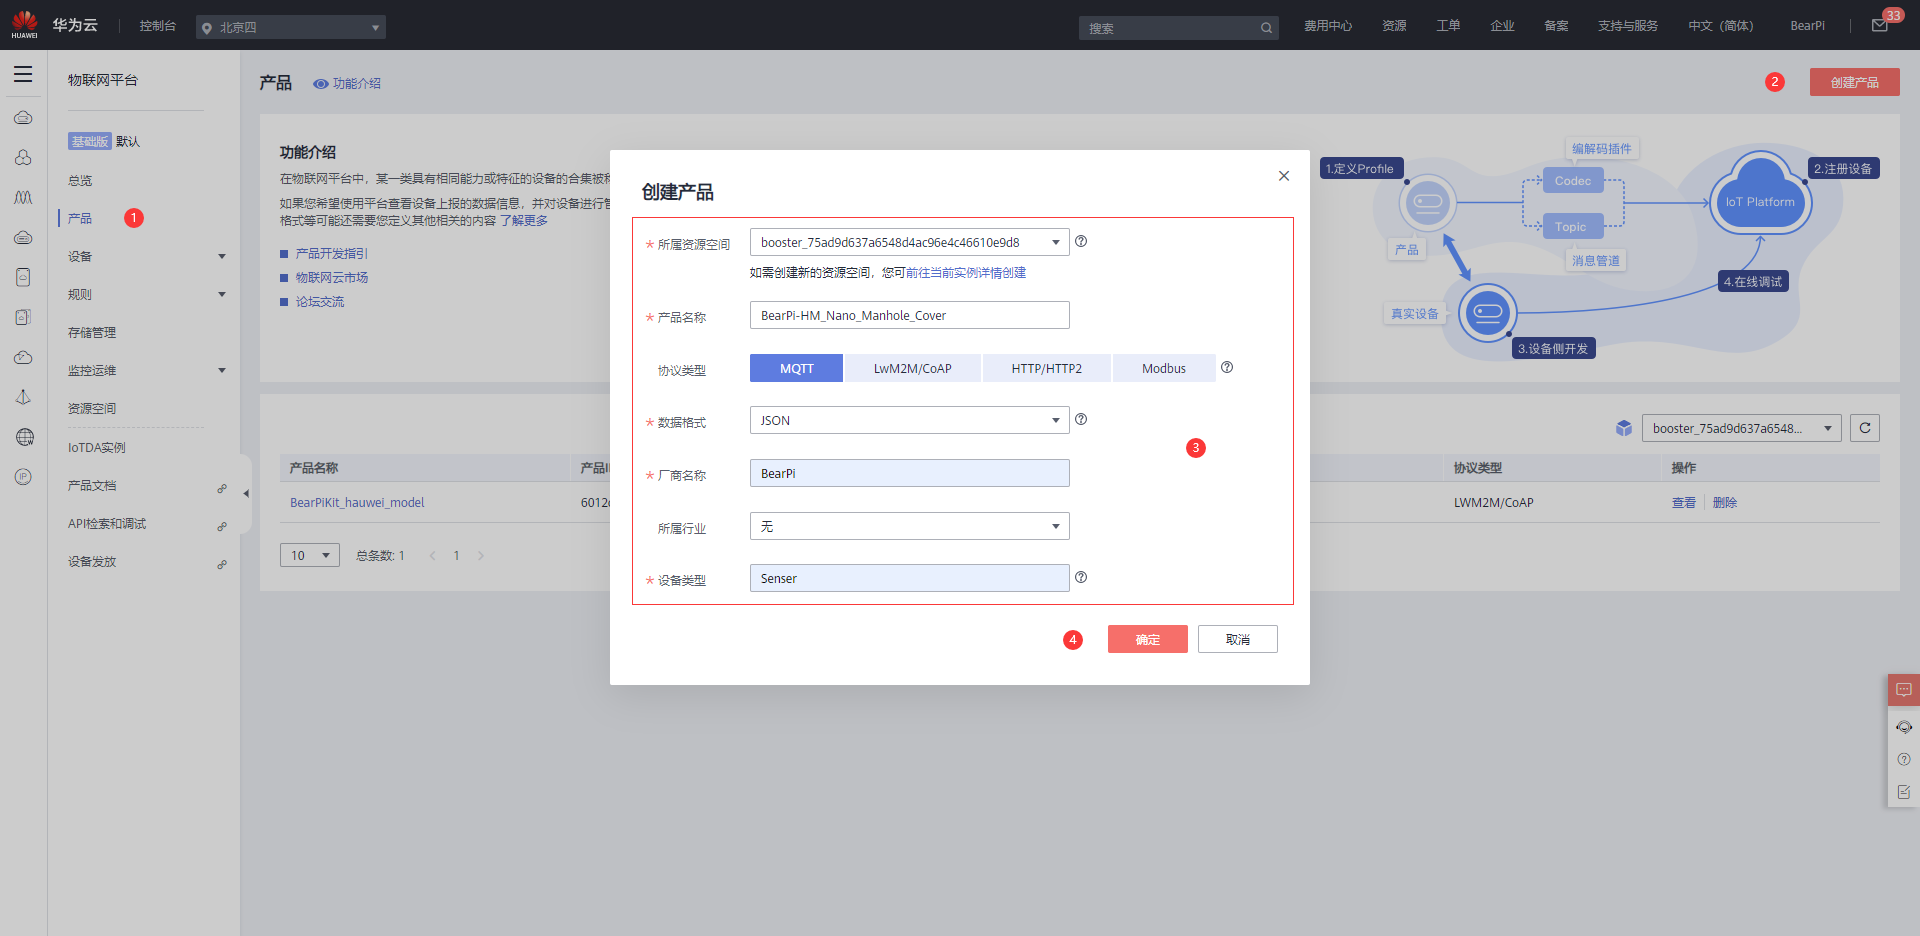 HUAWEI
华为云
控制台
北京四
搜索
费用中心
资源
工单
企业
备案
支持与服务
中文（简体）
BearPi
33
物联网平台
基础版 默认
总览
产品
1
设备
规则
存储管理
监控运维
资源空间
IoTDA实例
产品文档
API检索和调试
设备发放
产品
功能介绍
2
创建产品
功能介绍
在物联网平台中，某一类具有相同能力或特征的设备的合集被
如果您希望使用平台查看设备上报的数据信息，并对设备进行
格式等可能还需要您定义其他相关的内容 了解更多
产品开发指引
物联网云市场
论坛交流
1.定义Profile
编解码插件
Codec
Topic
消息管道
产品
IoT Platform
2.注册设备
4.在线调试
真实设备
3.设备侧开发
创建产品
* 所属资源空间
booster_75ad9d637a6548d4ac96e4c46610e9d8
如需创建新的资源空间，您可前往当前实例详情创建
* 产品名称
BearPi-HM_Nano_Manhole_Cover
协议类型
MQTT
LwM2M/CoAP
HTTP/HTTP2
Modbus
* 数据格式
JSON
3
* 厂商名称
BearPi
所属行业
无
* 设备类型
Senser
4
确定
取消
booster_75ad9d637a6548...
产品名称
产品I
协议类型
操作
BearPiKit_hauwei_model
6012
LWM2M/CoAP
查看
删除
10
总条数: 1
< 1 >